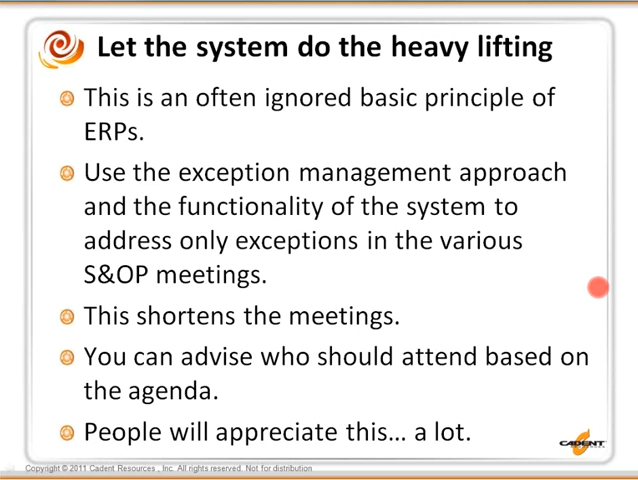 Let the system do the heavy lifting
This is an often ignored basic principle of
ERPs.
Use the exception management approach
and the functionality of the system to
address only exceptions in the various
S&OP meetings.
This shortens the meetings.
You can advise who should attend based on
the agenda.
People will appreciate this... a lot.
CADENT
Copyright © 2011 Cadent Resources , Inc. All rights reserved. Not for distribution